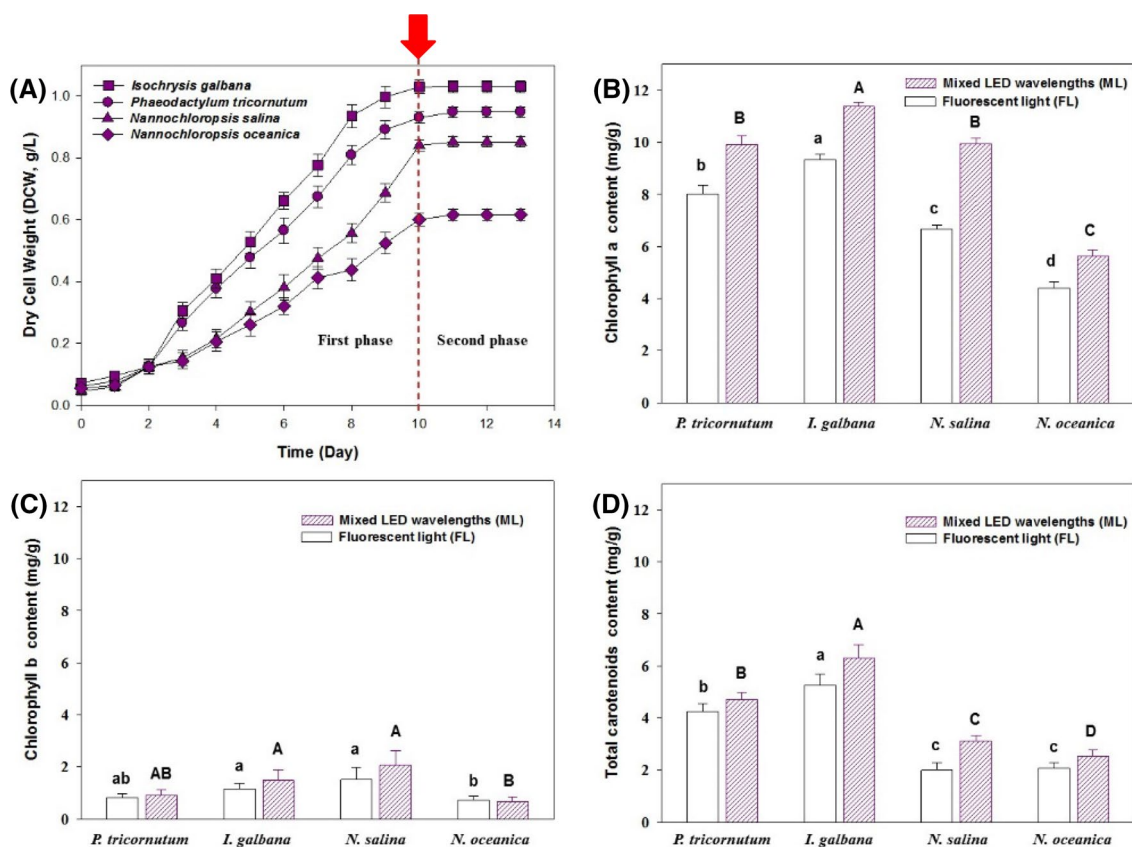 (A)
Isochrysis galbana
Phaeodactylum tricornutum
Nannochloropsis salina
Nannochloropsis oceanica
Dry Cell Weight (DCW, g/L)
1.0
0.8
0.6
0.4
0.2
0.0
First phase
Second phase
0 2 4 6 8 10 12 14
Time (Day)
(B)
Mixed LED wavelengths (ML)
Fluorescent light (FL)
Chlorophyll a content (mg/g)
12
10
8
6
4
2
0
b B a A c B d C
P. tricornutum I. galbana N. salina N. oceanica
(C)
Mixed LED wavelengths (ML)
Fluorescent light (FL)
Chlorophyll b content (mg/g)
12
10
8
6
4
2
0
ab AB a A a A b B
P. tricornutum I. galbana N. salina N. oceanica
(D)
Mixed LED wavelengths (ML)
Fluorescent light (FL)
Total carotenoids content (mg/g)
12
10
8
6
4
2
0
b B a A c C c D
P. tricornutum I. galbana N. salina N. oceanica